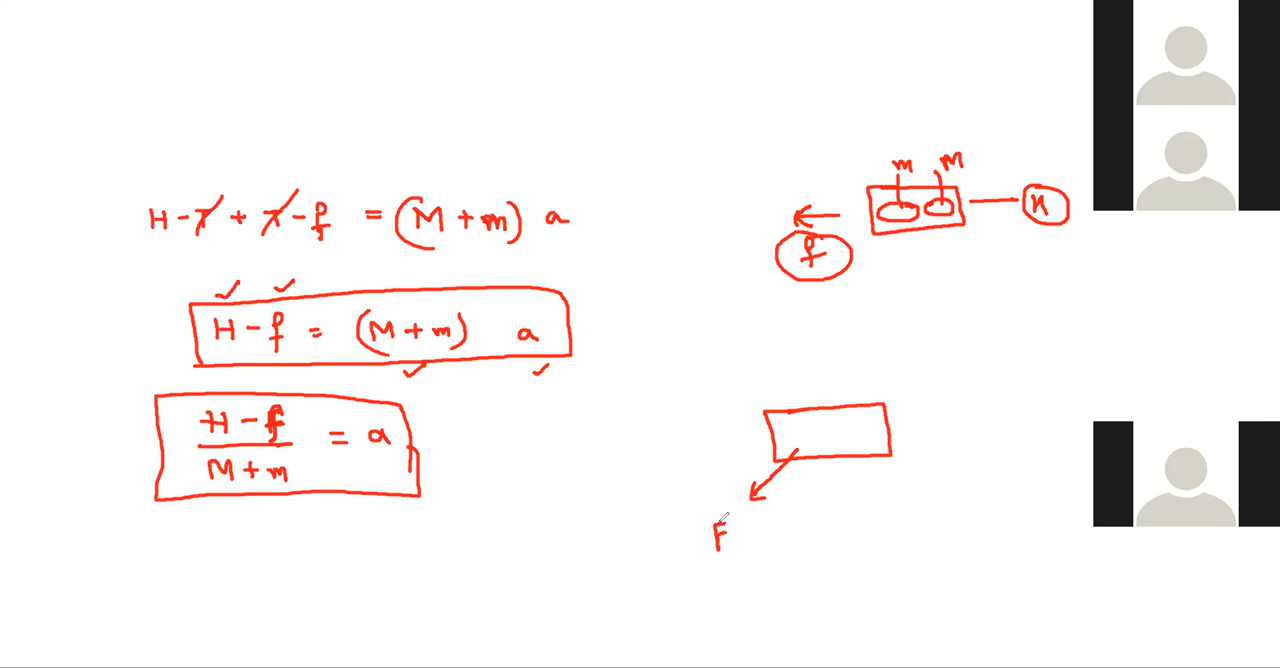 H - T + T - f = (M + m) a
H - f = (M + m) a
H - f / M + m = a
m M
H
f
F